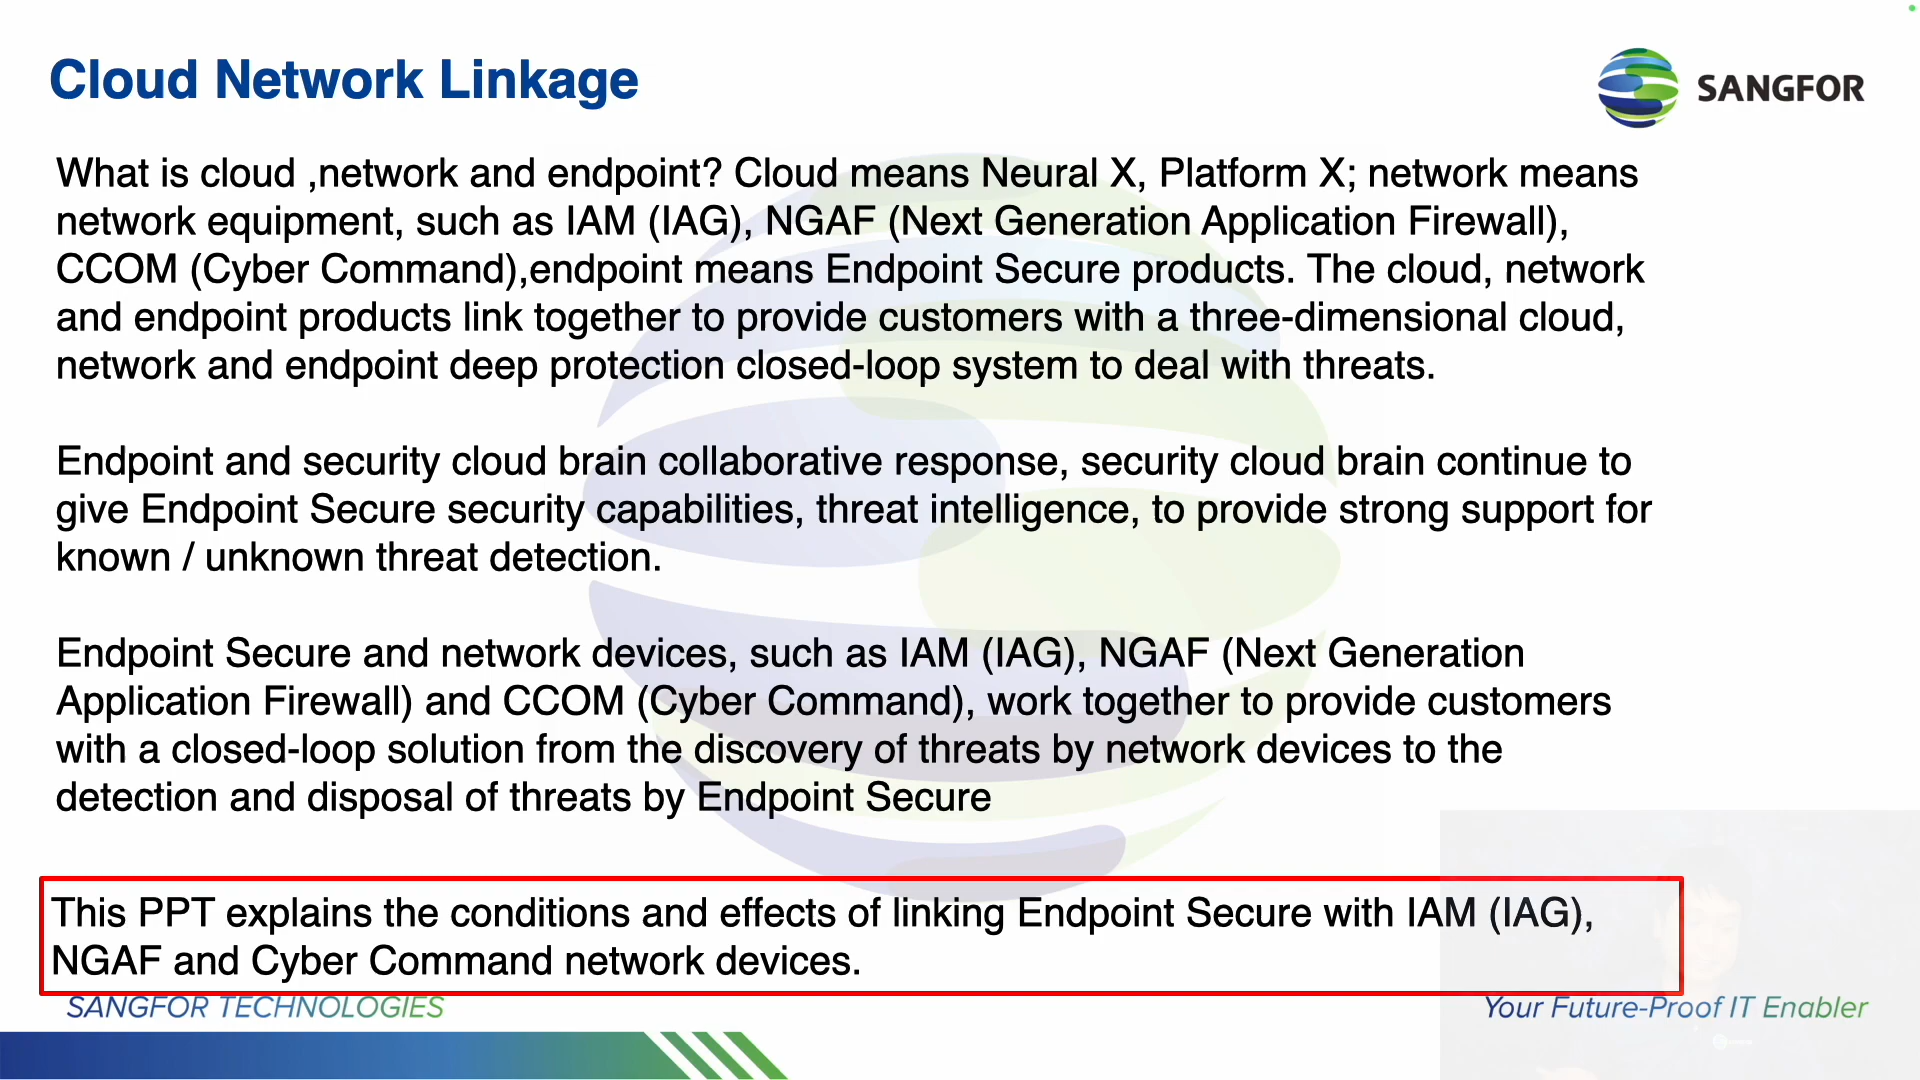 Cloud Network Linkage
SANGFOR
What is cloud ,network and endpoint? Cloud means Neural X, Platform X; network means
network equipment, such as IAM (IAG), NGAF (Next Generation Application Firewall),
CCOM (Cyber Command),endpoint means Endpoint Secure products. The cloud, network
and endpoint products link together to provide customers with a three-dimensional cloud,
network and endpoint deep protection closed-loop system to deal with threats.
Endpoint and security cloud brain collaborative response, security cloud brain continue to
give Endpoint Secure security capabilities, threat intelligence, to provide strong support for
known / unknown threat detection.
Endpoint Secure and network devices, such as IAM (IAG), NGAF (Next Generation
Application Firewall) and CCOM (Cyber Command), work together to provide customers
with a closed-loop solution from the discovery of threats by network devices to the
detection and disposal of threats by Endpoint Secure
This PPT explains the conditions and effects of linking Endpoint Secure with IAM (IAG),
NGAF and Cyber Command network devices.
SANGFOR TECHNOLOGIES
Your Future-Proof IT Enabler